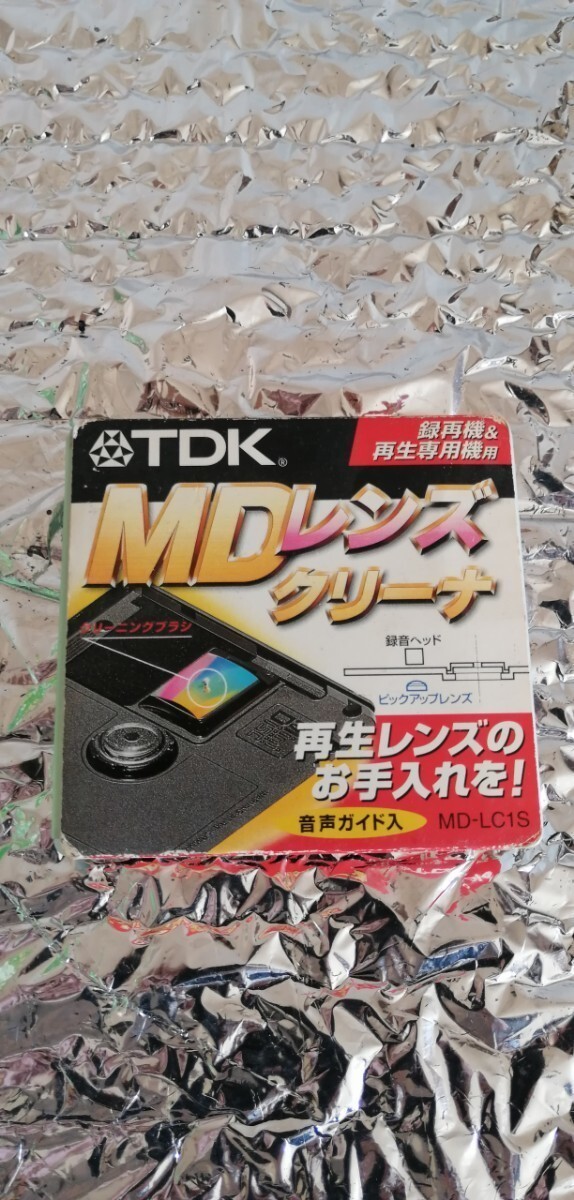 TDK®
録再機&
再生専用機用
MDレンズ
クリーナ
クリーニングブラシ
録音ヘッド
ピックアップレンズ
再生レンズの
お手入れを!
音声ガイド入
MD-LC1S